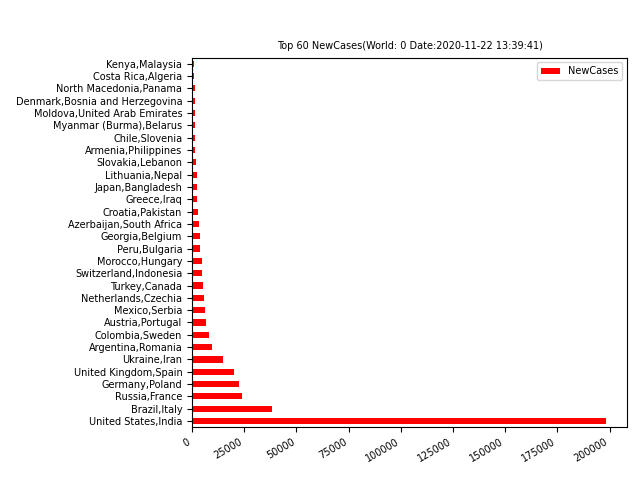 Top 60 NewCases(World: 0 Date:2020-11-22 13:39:41)
NewCases
Kenya,Malaysia
Costa Rica,Algeria
North Macedonia,Panama
Denmark,Bosnia and Herzegovina
Moldova,United Arab Emirates
Myanmar (Burma),Belarus
Chile,Slovenia
Armenia,Philippines
Slovakia,Lebanon
Lithuania,Nepal
Japan,Bangladesh
Greece,Iraq
Croatia,Pakistan
Azerbaijan,South Africa
Georgia,Belgium
Peru,Bulgaria
Morocco,Hungary
Switzerland,Indonesia
Turkey,Canada
Netherlands,Czechia
Mexico,Serbia
Austria,Portugal
Colombia,Sweden
Argentina,Romania
Ukraine,Iran
United Kingdom,Spain
Germany,Poland
Russia,France
Brazil,Italy
United States,India
0 25000 50000 75000 100000 125000 150000 175000 200000